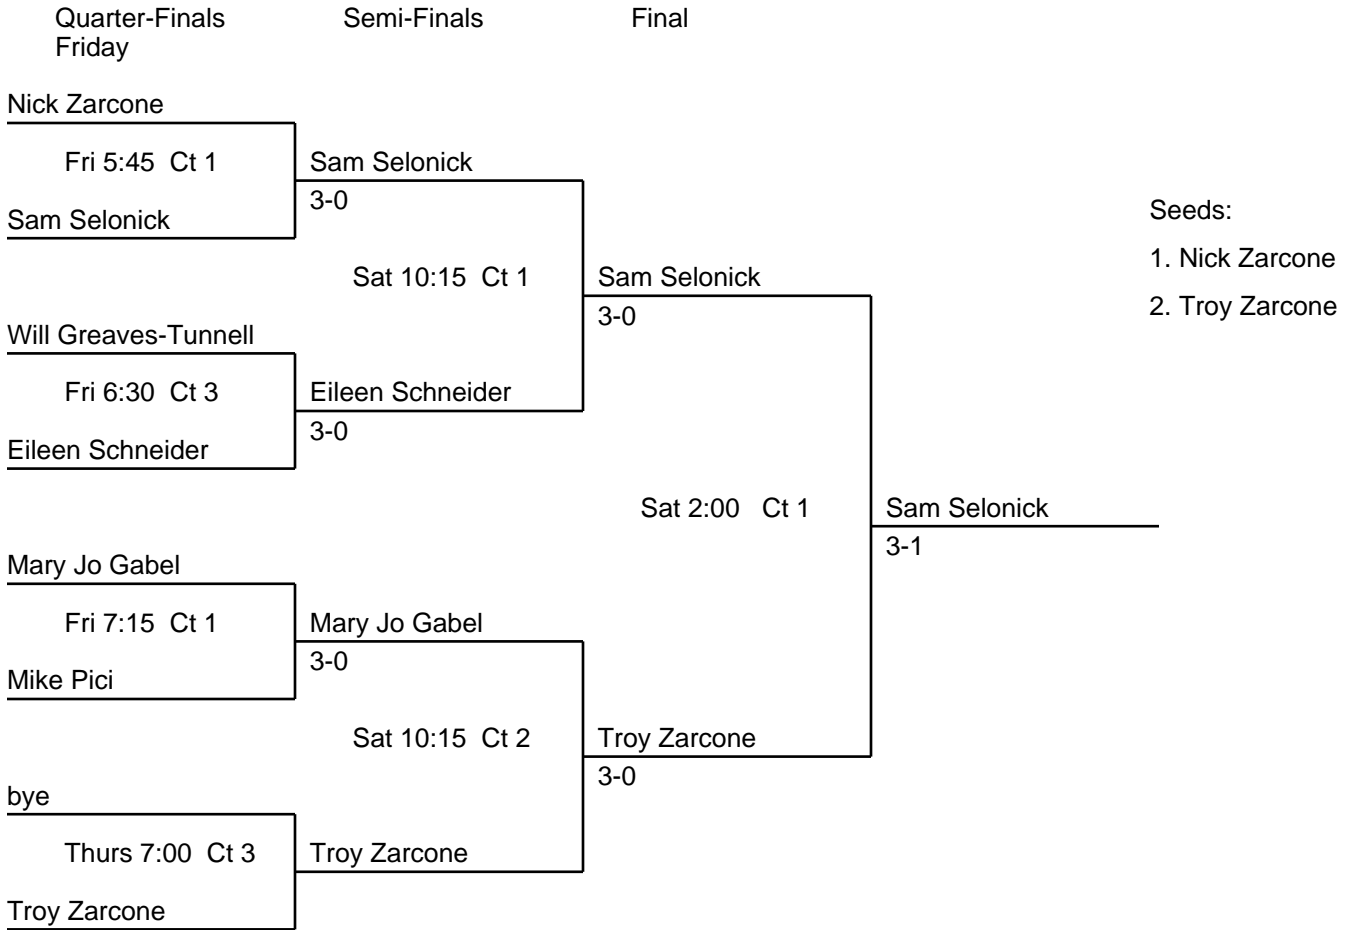 Quarter-Finals Semi-Finals Final
Friday
Nick Zarcone
Fri 5:45 Ct 1
Sam Selonick
3-0
Sam Selonick
Sat 10:15 Ct 1
Sam Selonick
3-0
Will Greaves-Tunnell
Fri 6:30 Ct 3
Eileen Schneider
3-0
Eileen Schneider
Sat 2:00 Ct 1
Sam Selonick
3-1
Mary Jo Gabel
Fri 7:15 Ct 1
Mary Jo Gabel
3-0
Mike Pici
Sat 10:15 Ct 2
Troy Zarcone
3-0
bye
Thurs 7:00 Ct 3
Troy Zarcone
Troy Zarcone
Seeds:
1. Nick Zarcone
2. Troy Zarcone